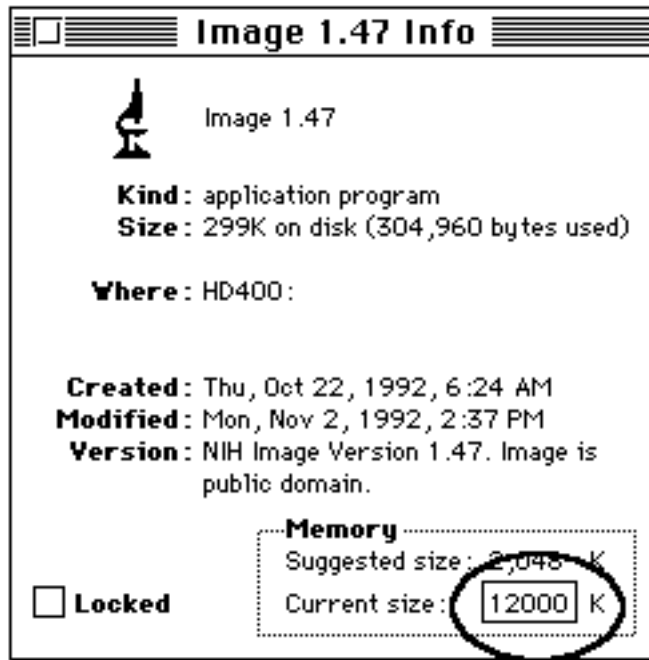 Image 1.47 Info
Image 1.47
Kind: application program
Size: 299K on disk (304,960 bytes used)
Where: HD400:
Created: Thu, Oct 22, 1992, 6:24 AM
Modified: Mon, Nov 2, 1992, 2:37 PM
Version: NIH Image Version 1.47. Image is
public domain.
Memory
Suggested size: 2,048 K
Locked
Current size: 12000 K